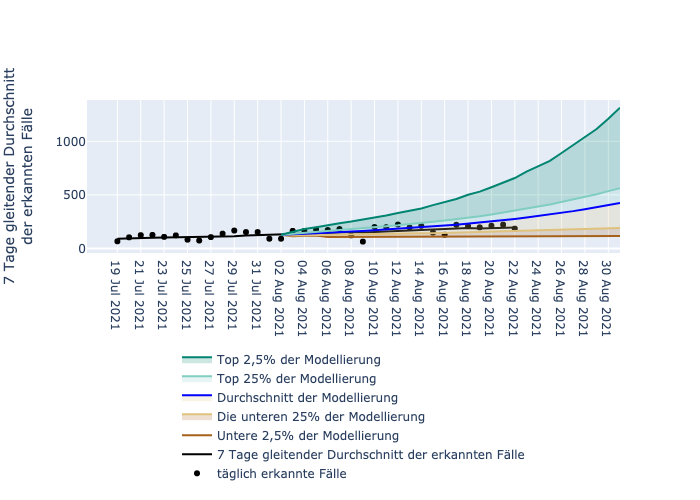 7 Tage gleitender Durchschnitt
der erkannten Fälle
1000
500
0
19 Jul 2021
21 Jul 2021
23 Jul 2021
25 Jul 2021
27 Jul 2021
29 Jul 2021
31 Jul 2021
02 Aug 2021
04 Aug 2021
06 Aug 2021
08 Aug 2021
10 Aug 2021
12 Aug 2021
14 Aug 2021
16 Aug 2021
18 Aug 2021
20 Aug 2021
22 Aug 2021
24 Aug 2021
26 Aug 2021
28 Aug 2021
30 Aug 2021
Top 2,5% der Modellierung
Top 25% der Modellierung
Durchschnitt der Modellierung
Die unteren 25% der Modellierung
Untere 2,5% der Modellierung
7 Tage gleitender Durchschnitt der erkannten Fälle
täglich erkannte Fälle